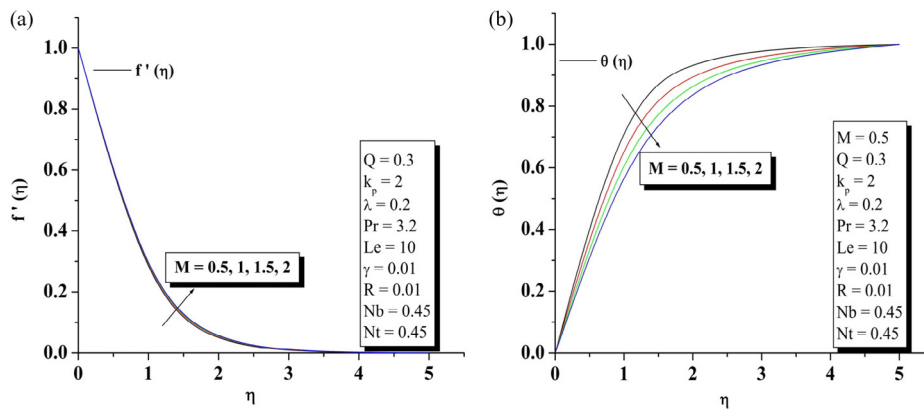 (a)
1.0
0.8
0.6
0.4
0.2
0.0
f ' (η)
f ' (η)
M = 0.5, 1, 1.5, 2
Q = 0.3
kp = 2
λ = 0.2
Pr = 3.2
Le = 10
γ = 0.01
R = 0.01
Nb = 0.45
Nt = 0.45
0 1 2 3 4 5
η
(b)
1.0
0.8
0.6
0.4
0.2
0.0
θ (η)
θ (η)
M = 0.5, 1, 1.5, 2
M = 0.5
Q = 0.3
kp = 2
λ = 0.2
Pr = 3.2
Le = 10
γ = 0.01
R = 0.01
Nb = 0.45
Nt = 0.45
0 1 2 3 4 5
η